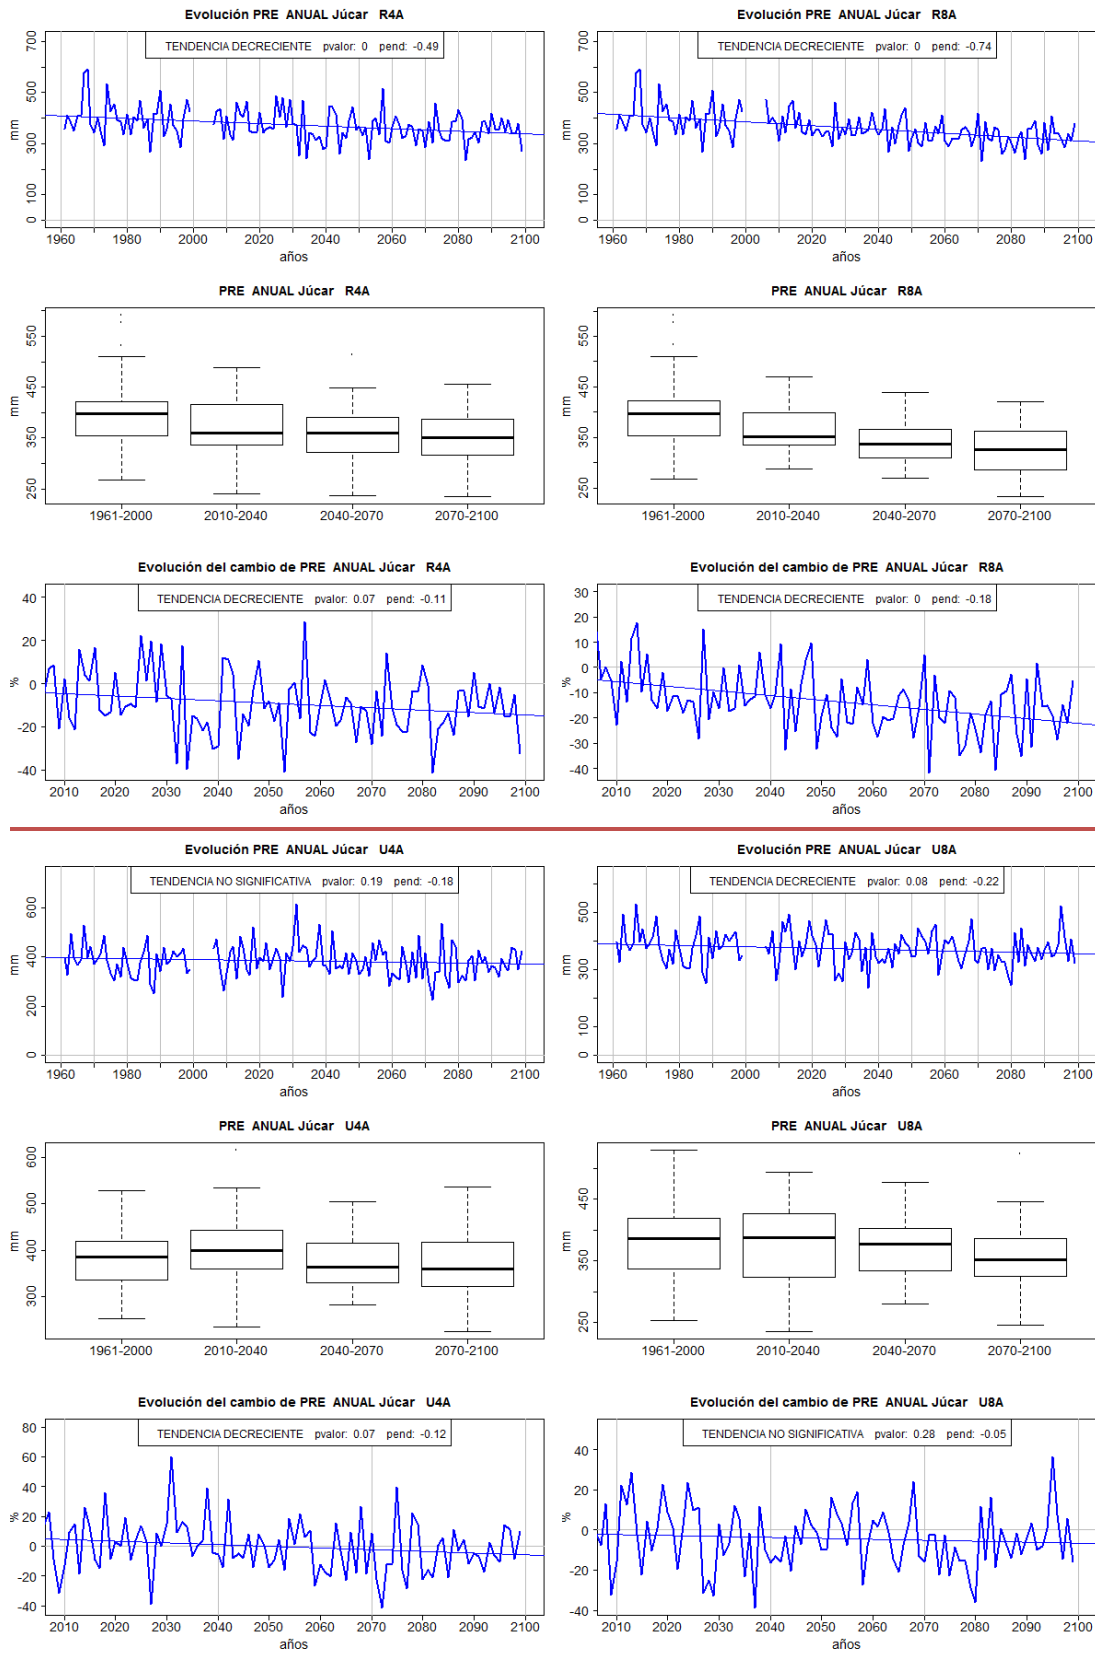 Evolución PRE ANUAL Júcar R4A
TENDENCIA DECRECIENTE pvalor: 0 pend: -0.49
mm
700
500
300
100
0
1960 1980 2000 2020 2040 2060 2080 2100
años
Evolución PRE ANUAL Júcar R8A
TENDENCIA DECRECIENTE pvalor: 0 pend: -0.74
mm
700
500
300
100
0
1960 1980 2000 2020 2040 2060 2080 2100
años
PRE ANUAL Júcar R4A
mm
550
450
350
250
1961-2000 2010-2040 2040-2070 2070-2100
PRE ANUAL Júcar R8A
mm
550
450
350
250
1961-2000 2010-2040 2040-2070 2070-2100
Evolución del cambio de PRE ANUAL Júcar R4A
TENDENCIA DECRECIENTE pvalor: 0.07 pend: -0.11
%
40
20
0
-20
-40
2010 2020 2030 2040 2050 2060 2070 2080 2090 2100
años
Evolución del cambio de PRE ANUAL Júcar R8A
TENDENCIA DECRECIENTE pvalor: 0 pend: -0.18
%
30
20
10
0
-10
-20
-30
-40
2010 2020 2030 2040 2050 2060 2070 2080 2090 2100
años
Evolución PRE ANUAL Júcar U4A
TENDENCIA NO SIGNIFICATIVA pvalor: 0.19 pend: -0.18
mm
600
400
200
0
1960 1980 2000 2020 2040 2060 2080 2100
años
Evolución PRE ANUAL Júcar U8A
TENDENCIA DECRECIENTE pvalor: 0.08 pend: -0.22
mm
500
300
100
0
1960 1980 2000 2020 2040 2060 2080 2100
años
PRE ANUAL Júcar U4A
mm
600
500
400
300
1961-2000 2010-2040 2040-2070 2070-2100
PRE ANUAL Júcar U8A
mm
450
350
250
1961-2000 2010-2040 2040-2070 2070-2100
Evolución del cambio de PRE ANUAL Júcar U4A
TENDENCIA DECRECIENTE pvalor: 0.07 pend: -0.12
%
80
60
40
20
0
-20
-40
2010 2020 2030 2040 2050 2060 2070 2080 2090 2100
años
Evolución del cambio de PRE ANUAL Júcar U8A
TENDENCIA NO SIGNIFICATIVA pvalor: 0.28 pend: -0.05
%
40
20
0
-20
-40
2010 2020 2030 2040 2050 2060 2070 2080 2090 2100
años